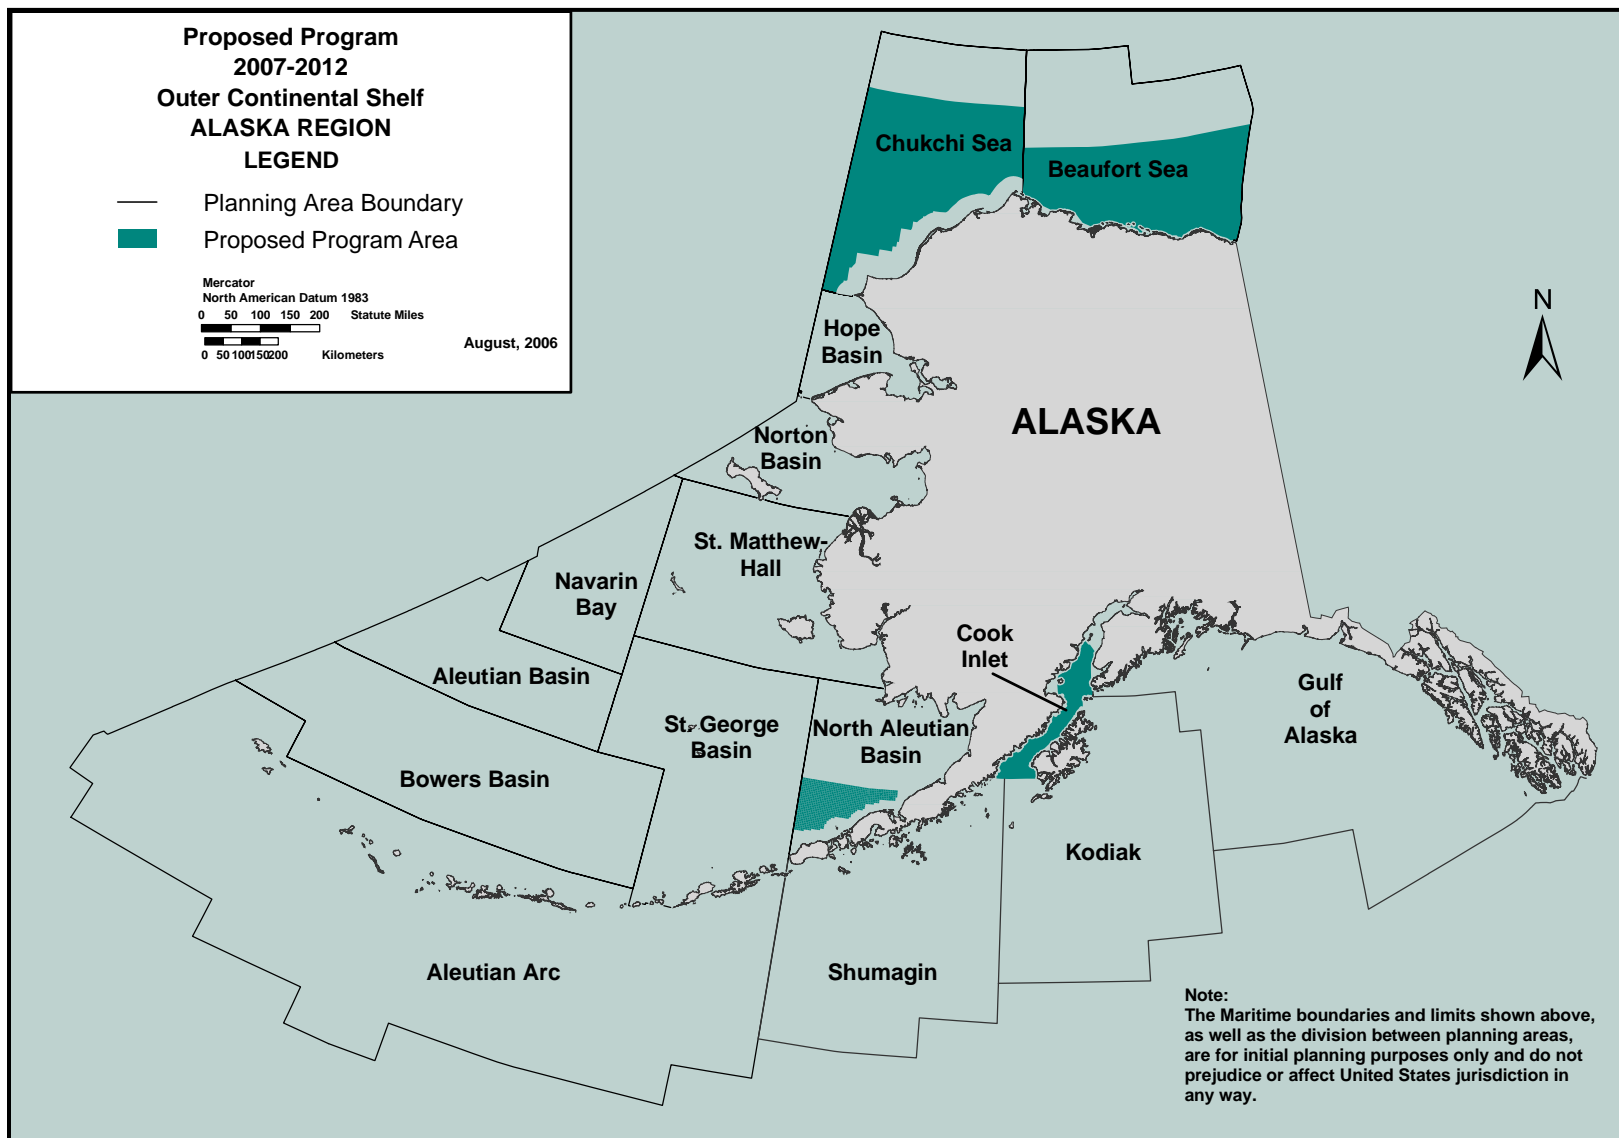 Proposed Program
2007-2012
Outer Continental Shelf
ALASKA REGION
LEGEND
Planning Area Boundary
Proposed Program Area
Mercator
North American Datum 1983
0 50 100 150 200 Statute Miles
0 50 100 150 200 Kilometers
August, 2006
Chukchi Sea
Beaufort Sea
Hope
Basin
N
ALASKA
Norton
Basin
St. Matthew-
Hall
Navarin
Bay
Cook
Inlet
Aleutian Basin
Gulf
of
Alaska
St. George
Basin
North Aleutian
Basin
Bowers Basin
Kodiak
Aleutian Arc
Shumagin
Note:
The Maritime boundaries and limits shown above,
as well as the division between planning areas,
are for initial planning purposes only and do not
prejudice or affect United States jurisdiction in
any way.